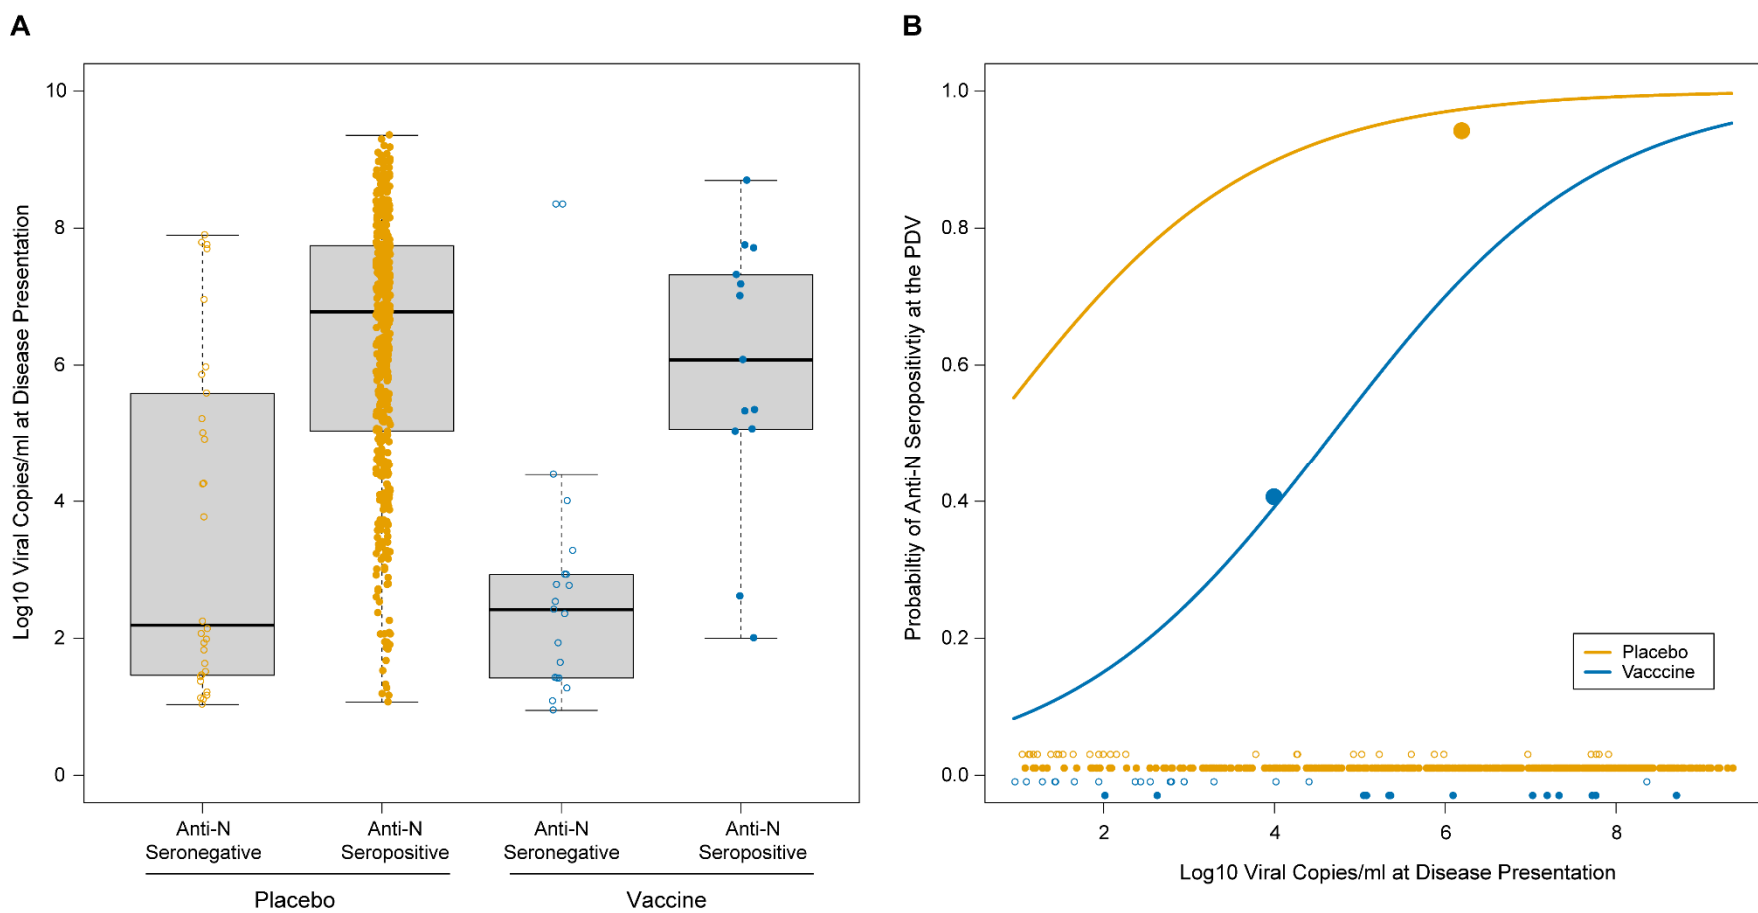 A
Log10 Viral Copies/ml at Disease Presentation
10
8
6
4
2
0
Anti-N
Seronegative
Anti-N
Seropositive
Anti-N
Seronegative
Anti-N
Seropositive
Placebo
Vaccine
B
Probabiltiy of Anti-N Seropositivtiy at the PDV
1.0
0.8
0.6
0.4
0.2
0.0
Placebo
Vacccine
2
4
6
8
Log10 Viral Copies/ml at Disease Presentation